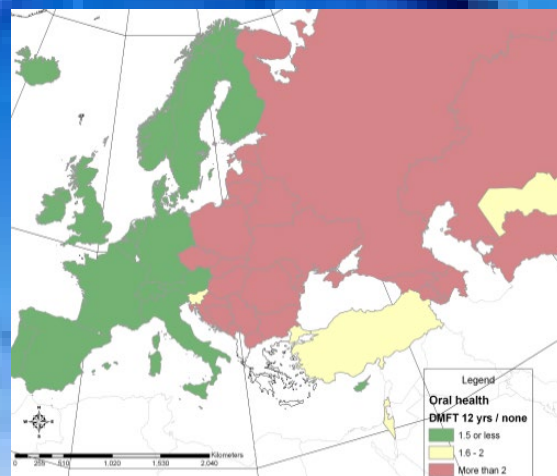 N
W E
S
Kilometers
0 255 510 1,020 1,530 2,040
Legend
Oral health
DMFT 12 yrs / none
1.5 or less
1.6 - 2
More than 2